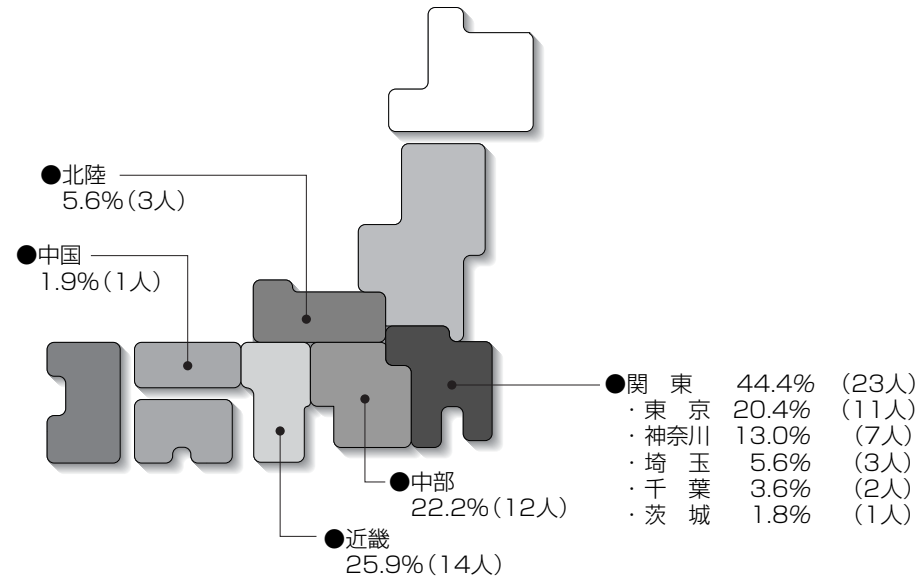 ●北陸
5.6%(3人)
●中国
1.9%(1人)
●関　東　44.4%　(23人)
・東　京　20.4%　(11人)
・神奈川　13.0%　(7人)
・埼　玉　5.6%　(3人)
・千　葉　3.6%　(2人)
・茨　城　1.8%　(1人)
●中部
22.2%(12人)
●近畿
25.9%(14人)